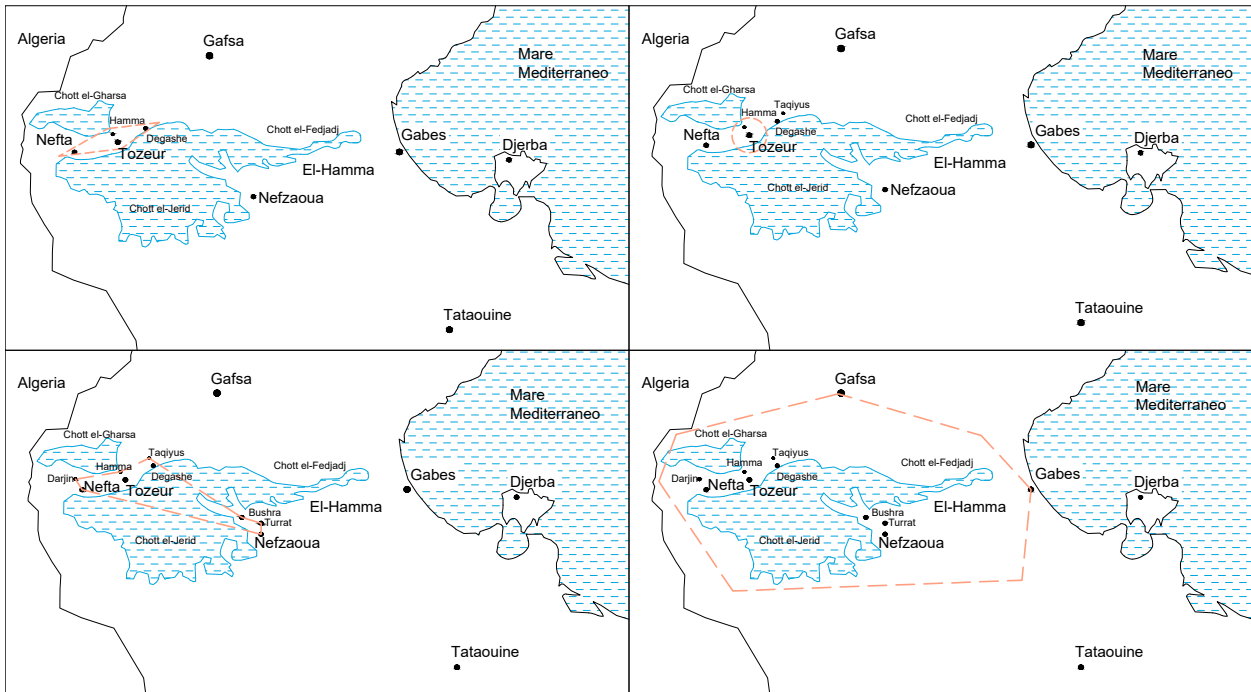 Algeria
Gafsa
Mare
Mediterraneo
Chott el-Gharsa
Hamma
Chott el-Fedjadj
Nefta
Degashe
Gabes
Tozeur
Djerba
El-Hamma
Nefzaoua
Chott el-Jerid
Tataouine
Algeria
Gafsa
Mare
Mediterraneo
Chott el-Gharsa
Taqiyus
Hamma
Chott el-Fedjadj
Nefta
Degashe
Gabes
Tozeur
Djerba
El-Hamma
Chott el-Jerid
Nefzaoua
Tataouine
Algeria
Gafsa
Mare
Mediterraneo
Chott el-Gharsa
Taqiyus
Hamma
Chott el-Fedjadj
Darjin
Degashe
Nefta
Tozeur
Gabes
Djerba
El-Hamma
Bushra
Turrat
Chott el-Jerid
Nefzaoua
Tataouine
Algeria
Gafsa
Mare
Mediterraneo
Chott el-Gharsa
Taqiyus
Hamma
Chott el-Fedjadj
Darjin
Degashe
Nefta
Tozeur
Gabes
Djerba
El-Hamma
Bushra
Turrat
Chott el-Jerid
Nefzaoua
Tataouine